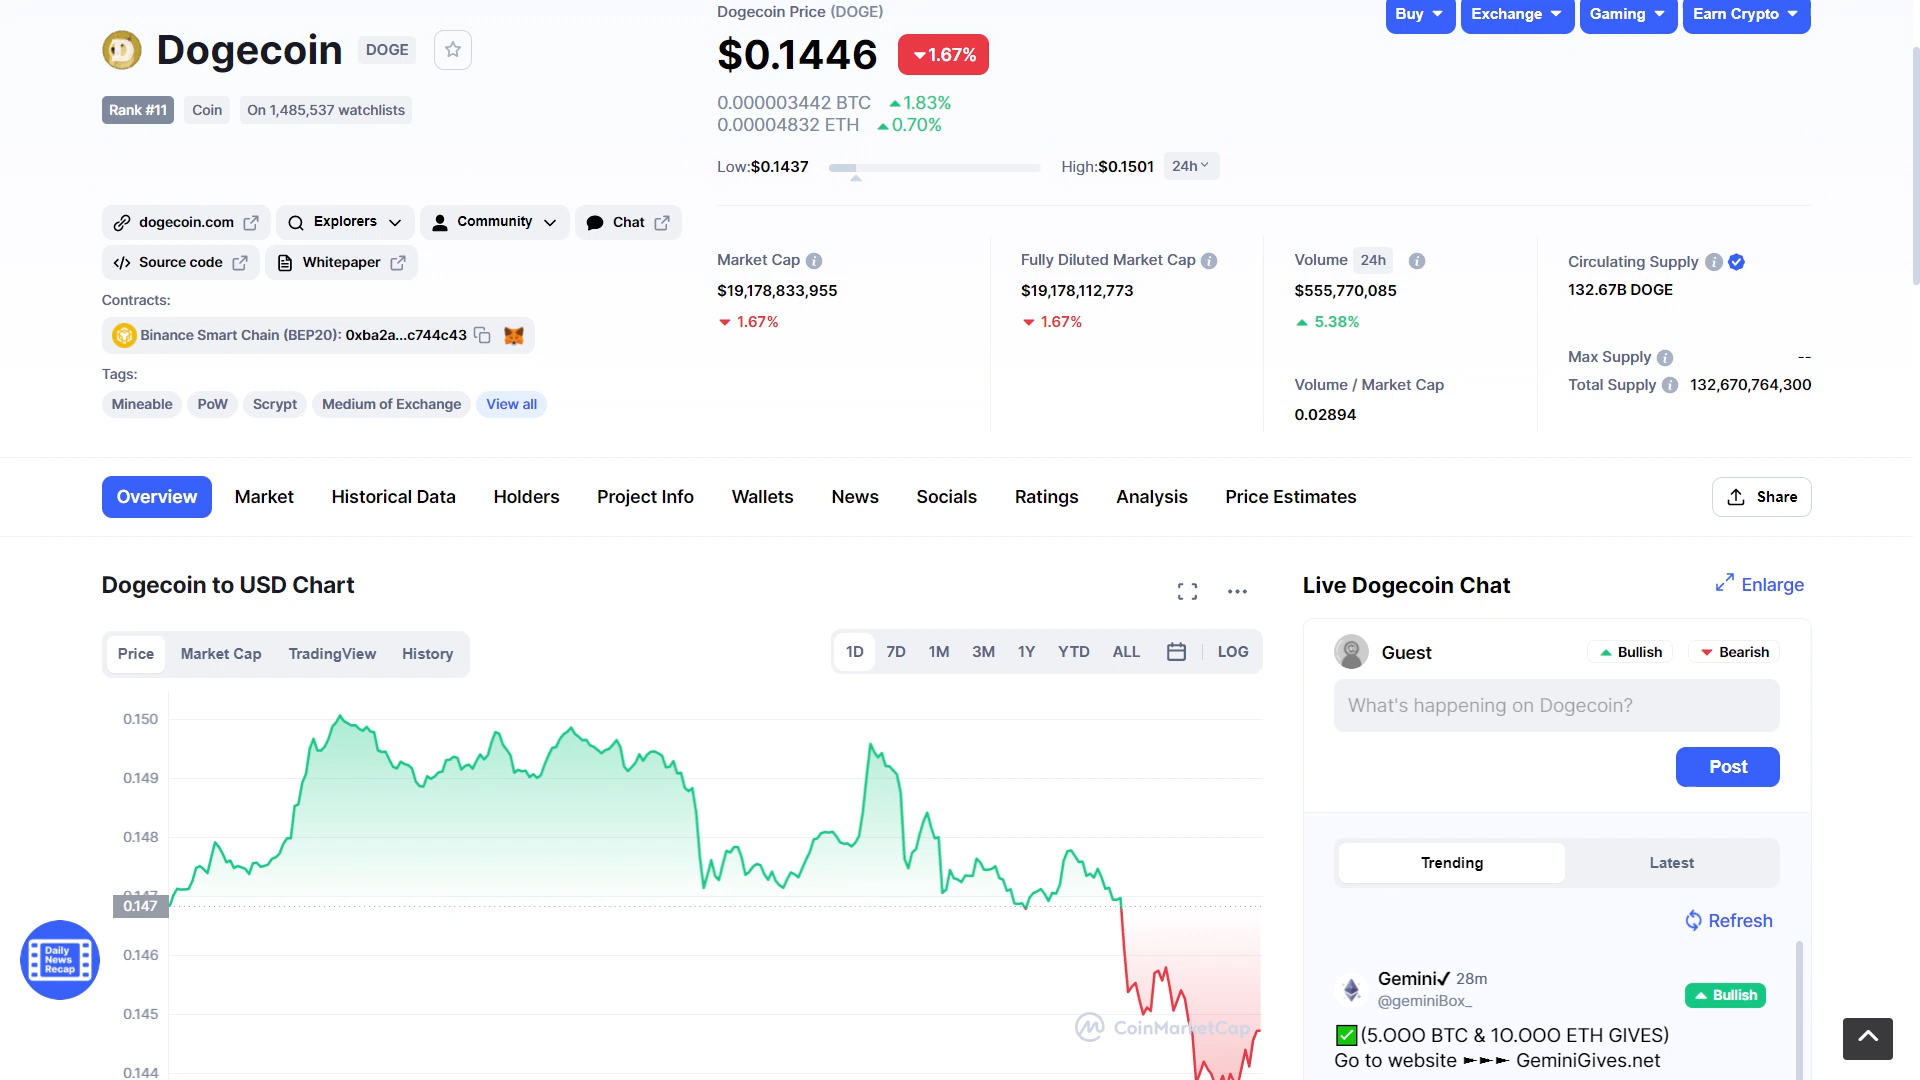 Dogecoin DOGE
Rank #11 Coin On 1,485,537 watchlists
dogecoin.com Explorers Community Chat
Source code Whitepaper
Contracts:
Binance Smart Chain (BEP20): 0xba2a...c744c43
Tags:
Mineable PoW Scrypt Medium of Exchange View all
Dogecoin Price (DOGE)
$0.1446 1.67%
0.000003442 BTC 1.83%
0.00004832 ETH 0.70%
Low:$0.1437 High:$0.1501 24h
Buy Exchange Gaming Earn Crypto
Market Cap
$19,178,833,955
1.67%
Fully Diluted Market Cap
$19,178,112,773
1.67%
Volume 24h
$555,770,085
5.38%
Volume / Market Cap
0.02894
Circulating Supply
132.67B DOGE
Max Supply --
Total Supply 132,670,764,300
Overview Market Historical Data Holders Project Info Wallets News Socials Ratings Analysis Price Estimates Share
Dogecoin to USD Chart
Price Market Cap TradingView History 1D 7D 1M 3M 1Y YTD ALL LOG
0.150
0.149
0.148
0.147
0.147
0.146
0.145
0.144
CoinMarketCap
Daily
News
Recap
Live Dogecoin Chat Enlarge
Guest Bullish Bearish
What's happening on Dogecoin?
Post
Trending Latest
Refresh
Gemini✔ 28m
@geminiBox_
Bullish
✅(5.OOO BTC & 1O.OOO ETH GIVES)
Go to website ►►► GeminiGives.net